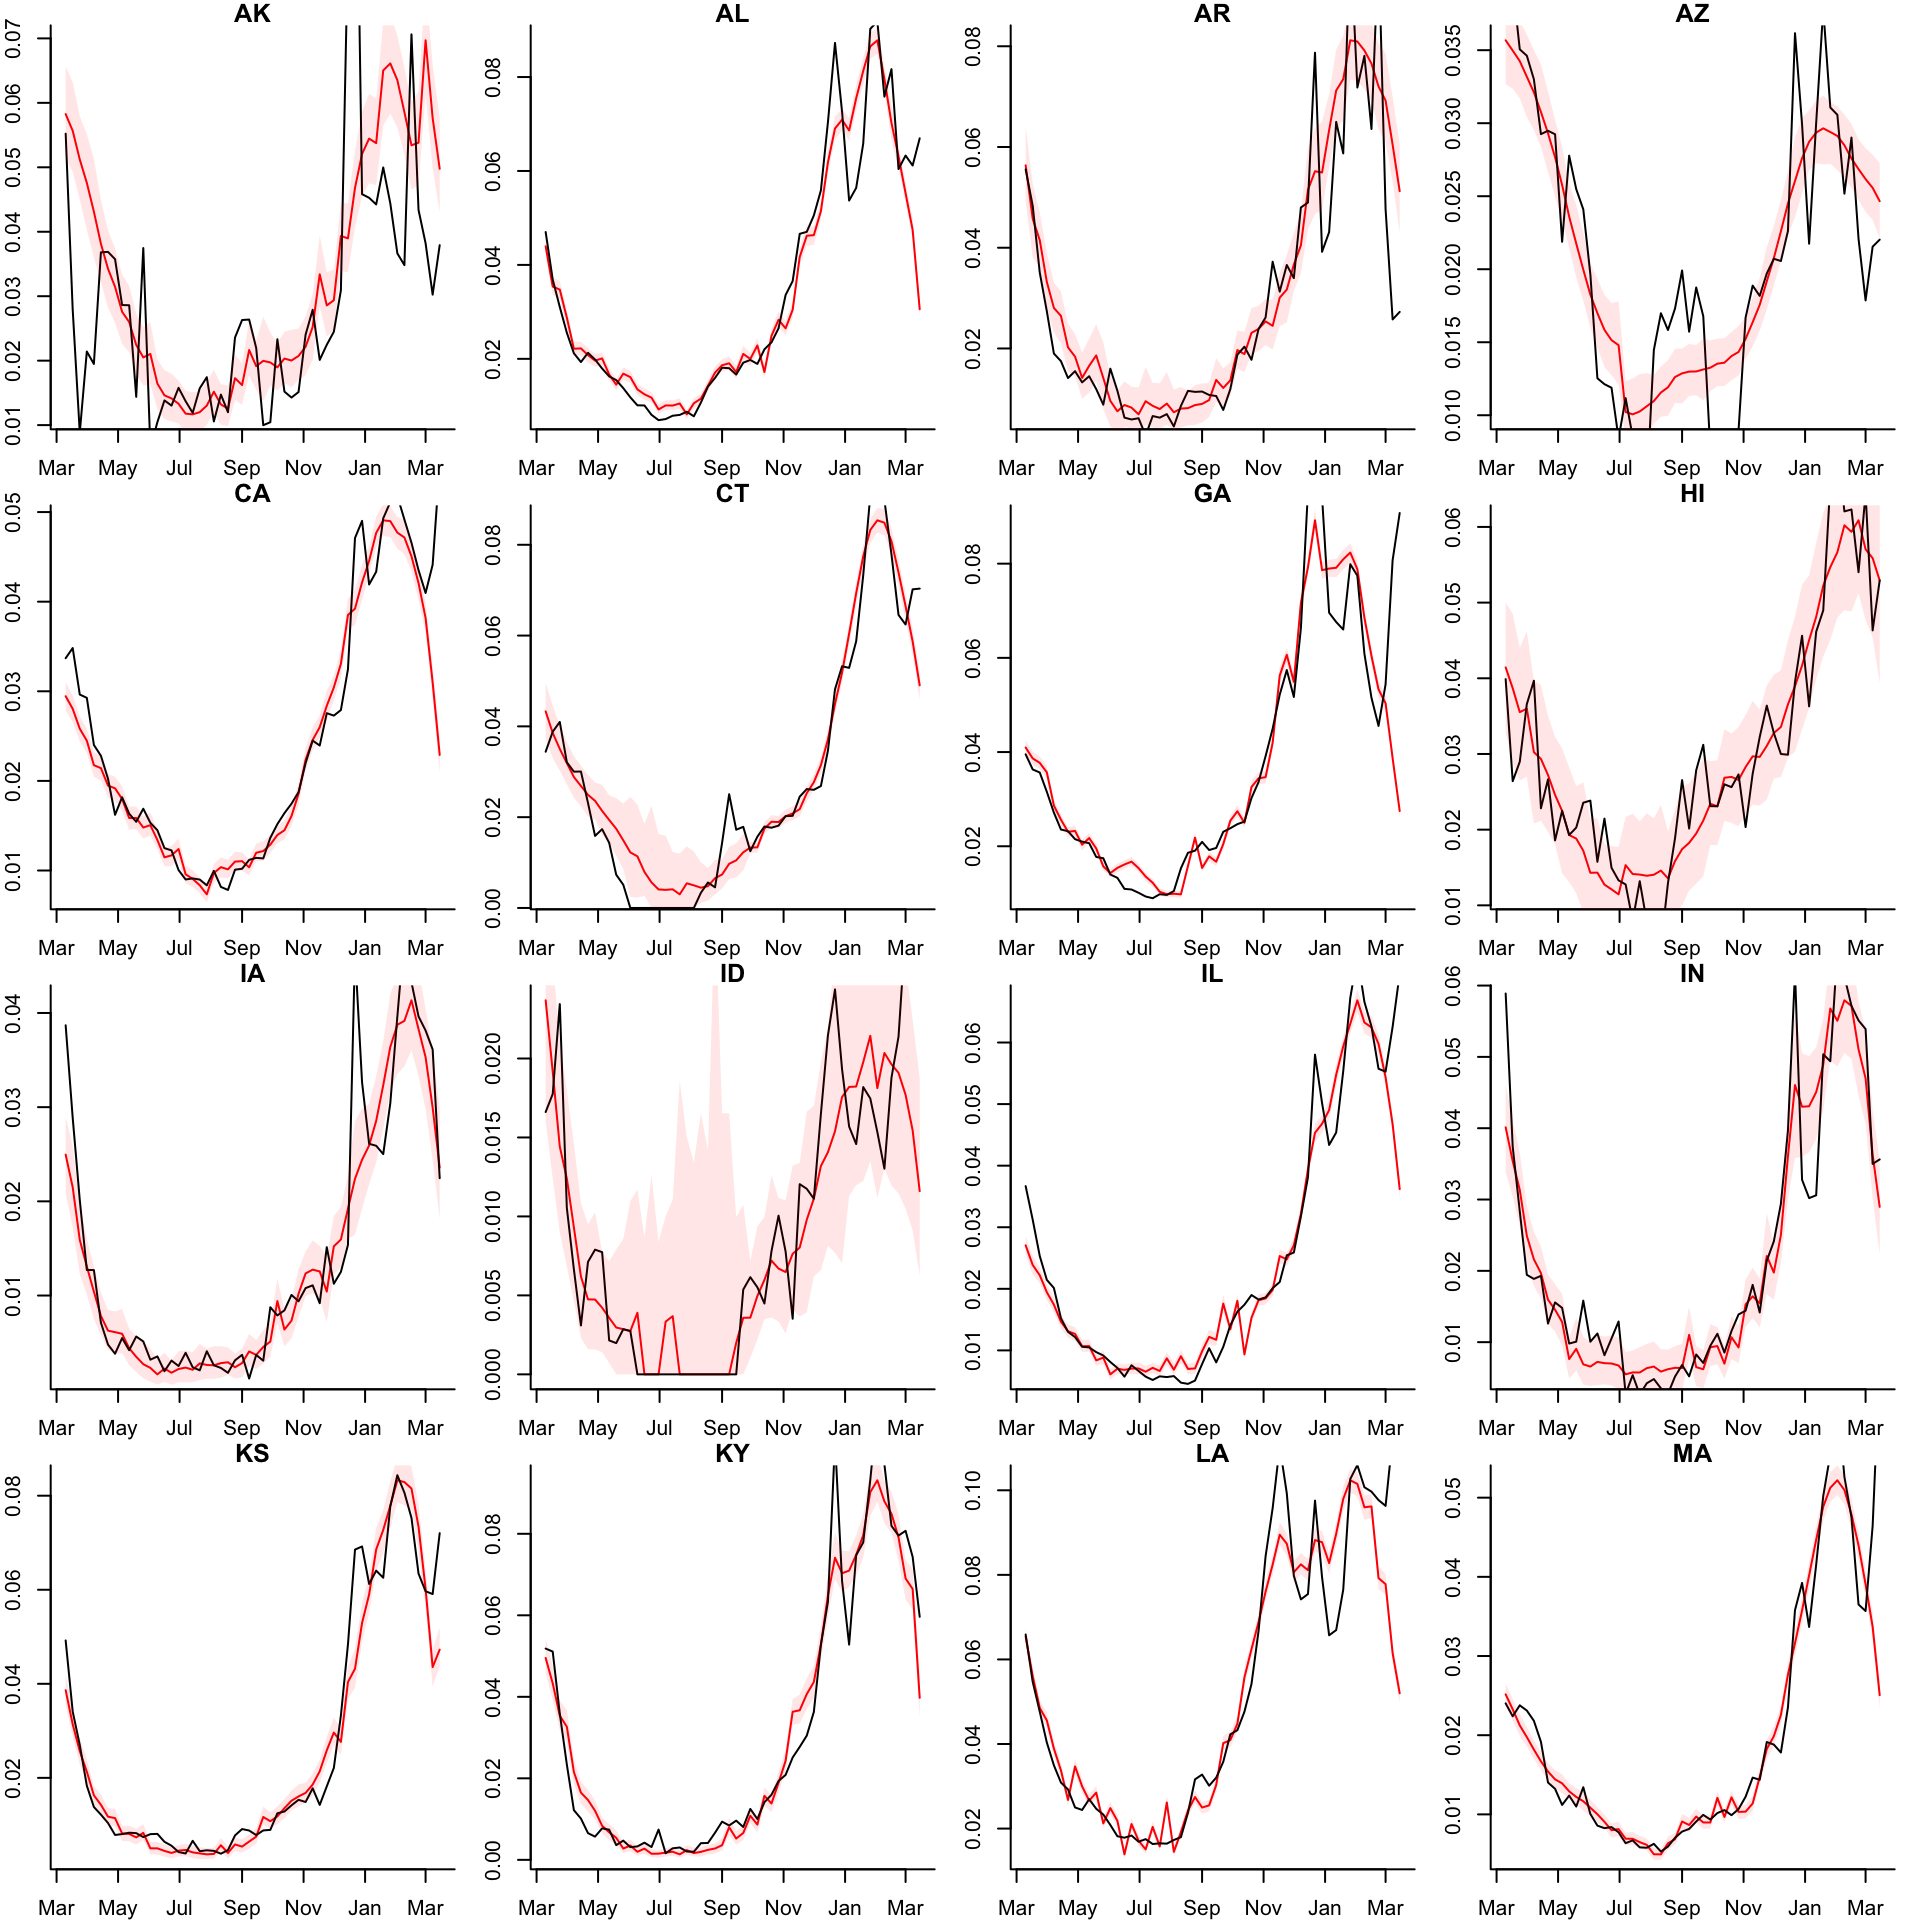 AK AL AR AZ
0.01 0.02 0.03 0.04 0.05 0.06 0.07
0.02 0.04 0.06 0.08
0.02 0.04 0.06 0.08
0.010 0.015 0.020 0.025 0.030 0.035
Mar May Jul Sep Nov Jan Mar
Mar May Jul Sep Nov Jan Mar
Mar May Jul Sep Nov Jan Mar
Mar May Jul Sep Nov Jan Mar
CA CT GA HI
0.01 0.02 0.03 0.04 0.05
0.00 0.02 0.04 0.06 0.08
0.02 0.04 0.06 0.08
0.01 0.02 0.03 0.04 0.05 0.06
Mar May Jul Sep Nov Jan Mar
Mar May Jul Sep Nov Jan Mar
Mar May Jul Sep Nov Jan Mar
Mar May Jul Sep Nov Jan Mar
IA ID IL IN
0.01 0.02 0.03 0.04
0.000 0.005 0.010 0.015 0.020
0.01 0.02 0.03 0.04 0.05 0.06
0.01 0.02 0.03 0.04 0.05 0.06
Mar May Jul Sep Nov Jan Mar
Mar May Jul Sep Nov Jan Mar
Mar May Jul Sep Nov Jan Mar
Mar May Jul Sep Nov Jan Mar
KS KY LA MA
0.02 0.04 0.06 0.08
0.00 0.02 0.04 0.06 0.08
0.02 0.04 0.06 0.08 0.10
0.01 0.02 0.03 0.04 0.05
Mar May Jul Sep Nov Jan Mar
Mar May Jul Sep Nov Jan Mar
Mar May Jul Sep Nov Jan Mar
Mar May Jul Sep Nov Jan Mar